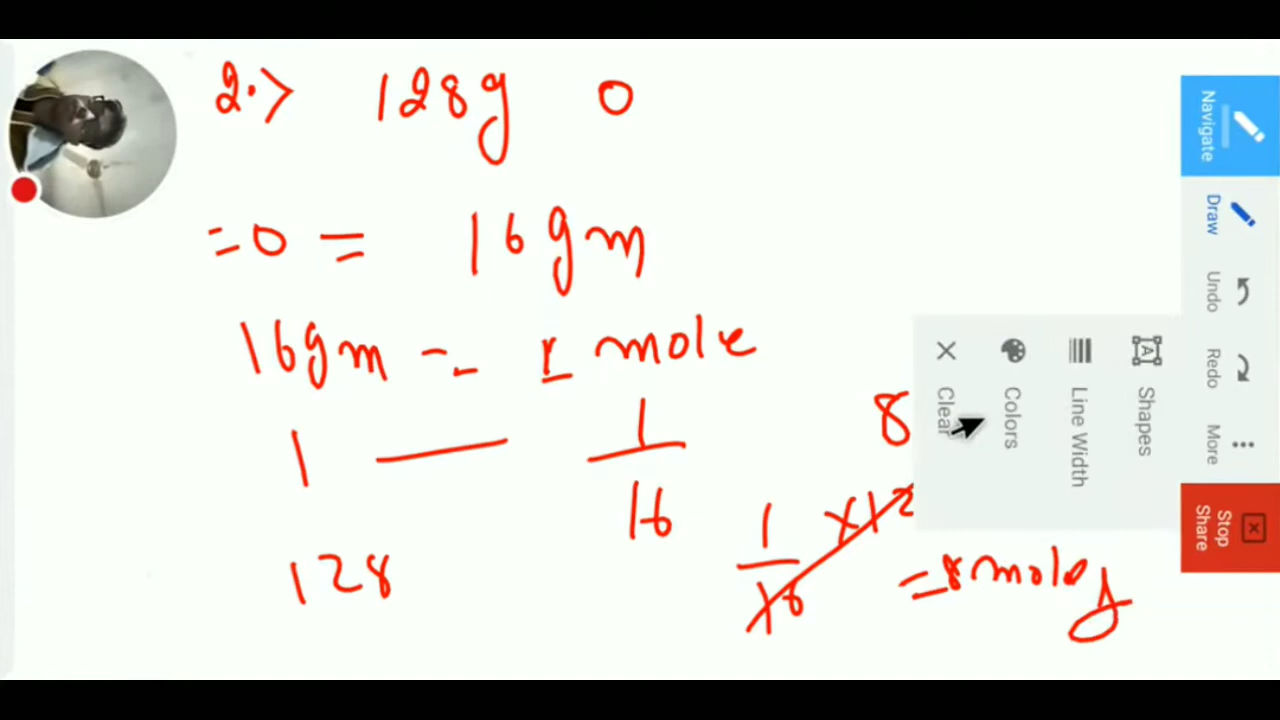 2.> 128g O
= O = 16gm
16gm = 1 mole
1 — 1/16
128 1/16 ×12 8
= 8 moles
Navigate
Draw
Undo
Redo
More
Stop Share
Shapes
Line Width
Colors
Clear